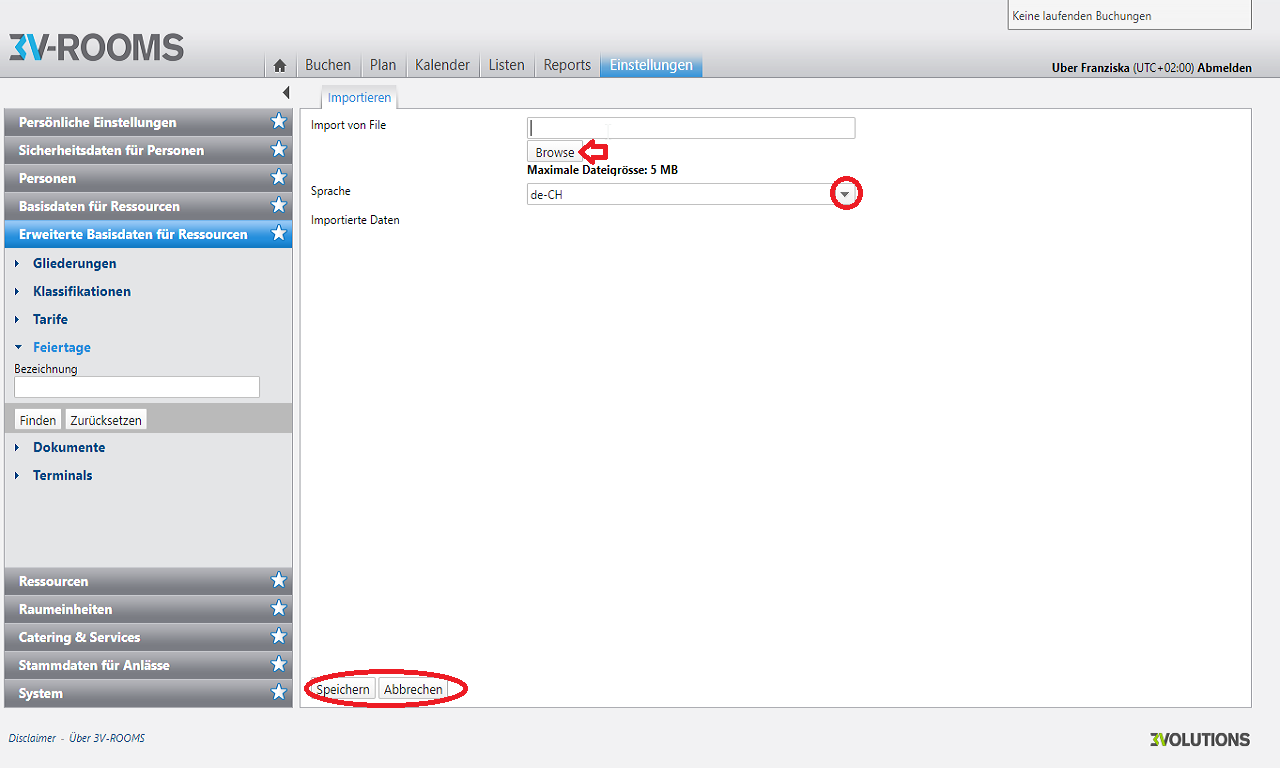 Keine laufenden Buchungen
3V-ROOMS
Buchen Plan Kalender Listen Reports Einstellungen
Uber Franziska (UTC+02:00) Abmelden
Importieren
Persönliche Einstellungen
Sicherheitsdaten für Personen
Personen
Basisdaten für Ressourcen
Erweiterte Basisdaten für Ressourcen
Gliederungen
Klassifikationen
Tarife
Feiertage
Bezeichnung
Finden Zurücksetzen
Dokumente
Terminals
Ressourcen
Raumeinheiten
Catering & Services
Stammdaten für Anlässe
System
Import von File
Browse
Maximale Dateigrösse: 5 MB
Sprache
de-CH
Importierte Daten
Speichern Abbrechen
Disclaimer - Über 3V-ROOMS
3VOLUTIONS